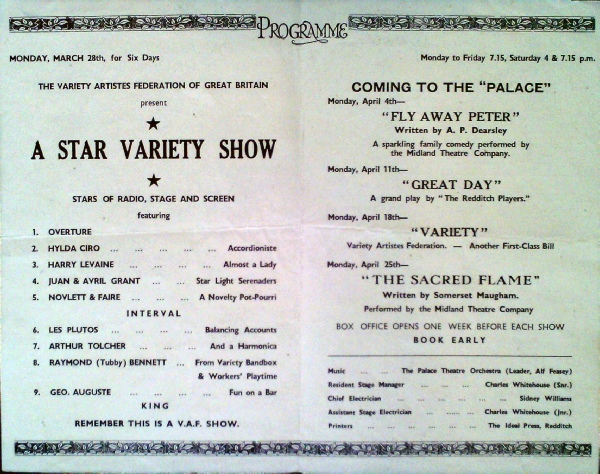 PROGRAMME
MONDAY, MARCH 28th, for Six Days
THE VARIETY ARTISTES FEDERATION OF GREAT BRITAIN
present
A STAR VARIETY SHOW
STARS OF RADIO, STAGE AND SCREEN
featuring
1. OVERTURE
2. HYLDA CIRO ... ... ... ... ... Accordioniste
3. HARRY LEVAINE ... ... ... ... Almost a Lady
4. JUAN & AVRIL GRANT ... ... Star Light Serenaders
5. NOVLETT & FAIRE ... ... ... A Novelty Pot-Pourri
INTERVAL
6. LES PLUTOS ... ... ... ... Balancing Accounts
7. ARTHUR TOLCHER ... ... ... And a Harmonica
8. RAYMOND (Tubby) BENNETT ... From Variety Bandbox
& Workers' Playtime
9. GEO. AUGUSTE ... ... ... ... Fun on a Bar
KING
REMEMBER THIS IS A V.A.F. SHOW.
Monday to Friday 7.15, Saturday 4 & 7.15 p.m.
COMING TO THE "PALACE"
Monday, April 4th—
"FLY AWAY PETER"
Written by A. P. Dearsley
A sparkling family comedy performed by
the Midland Theatre Company.
Monday, April 11th—
"GREAT DAY"
A grand play by "The Redditch Players."
Monday, April 18th—
"VARIETY"
Variety Artistes Federation. — Another First-Class Bill
Monday, April 25th—
"THE SACRED FLAME"
Written by Somerset Maugham.
Performed by the Midland Theatre Company
BOX OFFICE OPENS ONE WEEK BEFORE EACH SHOW
BOOK EARLY
Music ... ... The Palace Theatre Orchestra (Leader, Alf Feasey)
Resident Stage Manager ... ... ... Charles Whitehouse (Snr.)
Chief Electrician ... ... ... ... ... Sidney Williams
Assistant Stage Electrician ... ...... ... Charles Whitehouse (Jnr.)
Printers ... ... ... ... ... The Ideal Press, Redditch